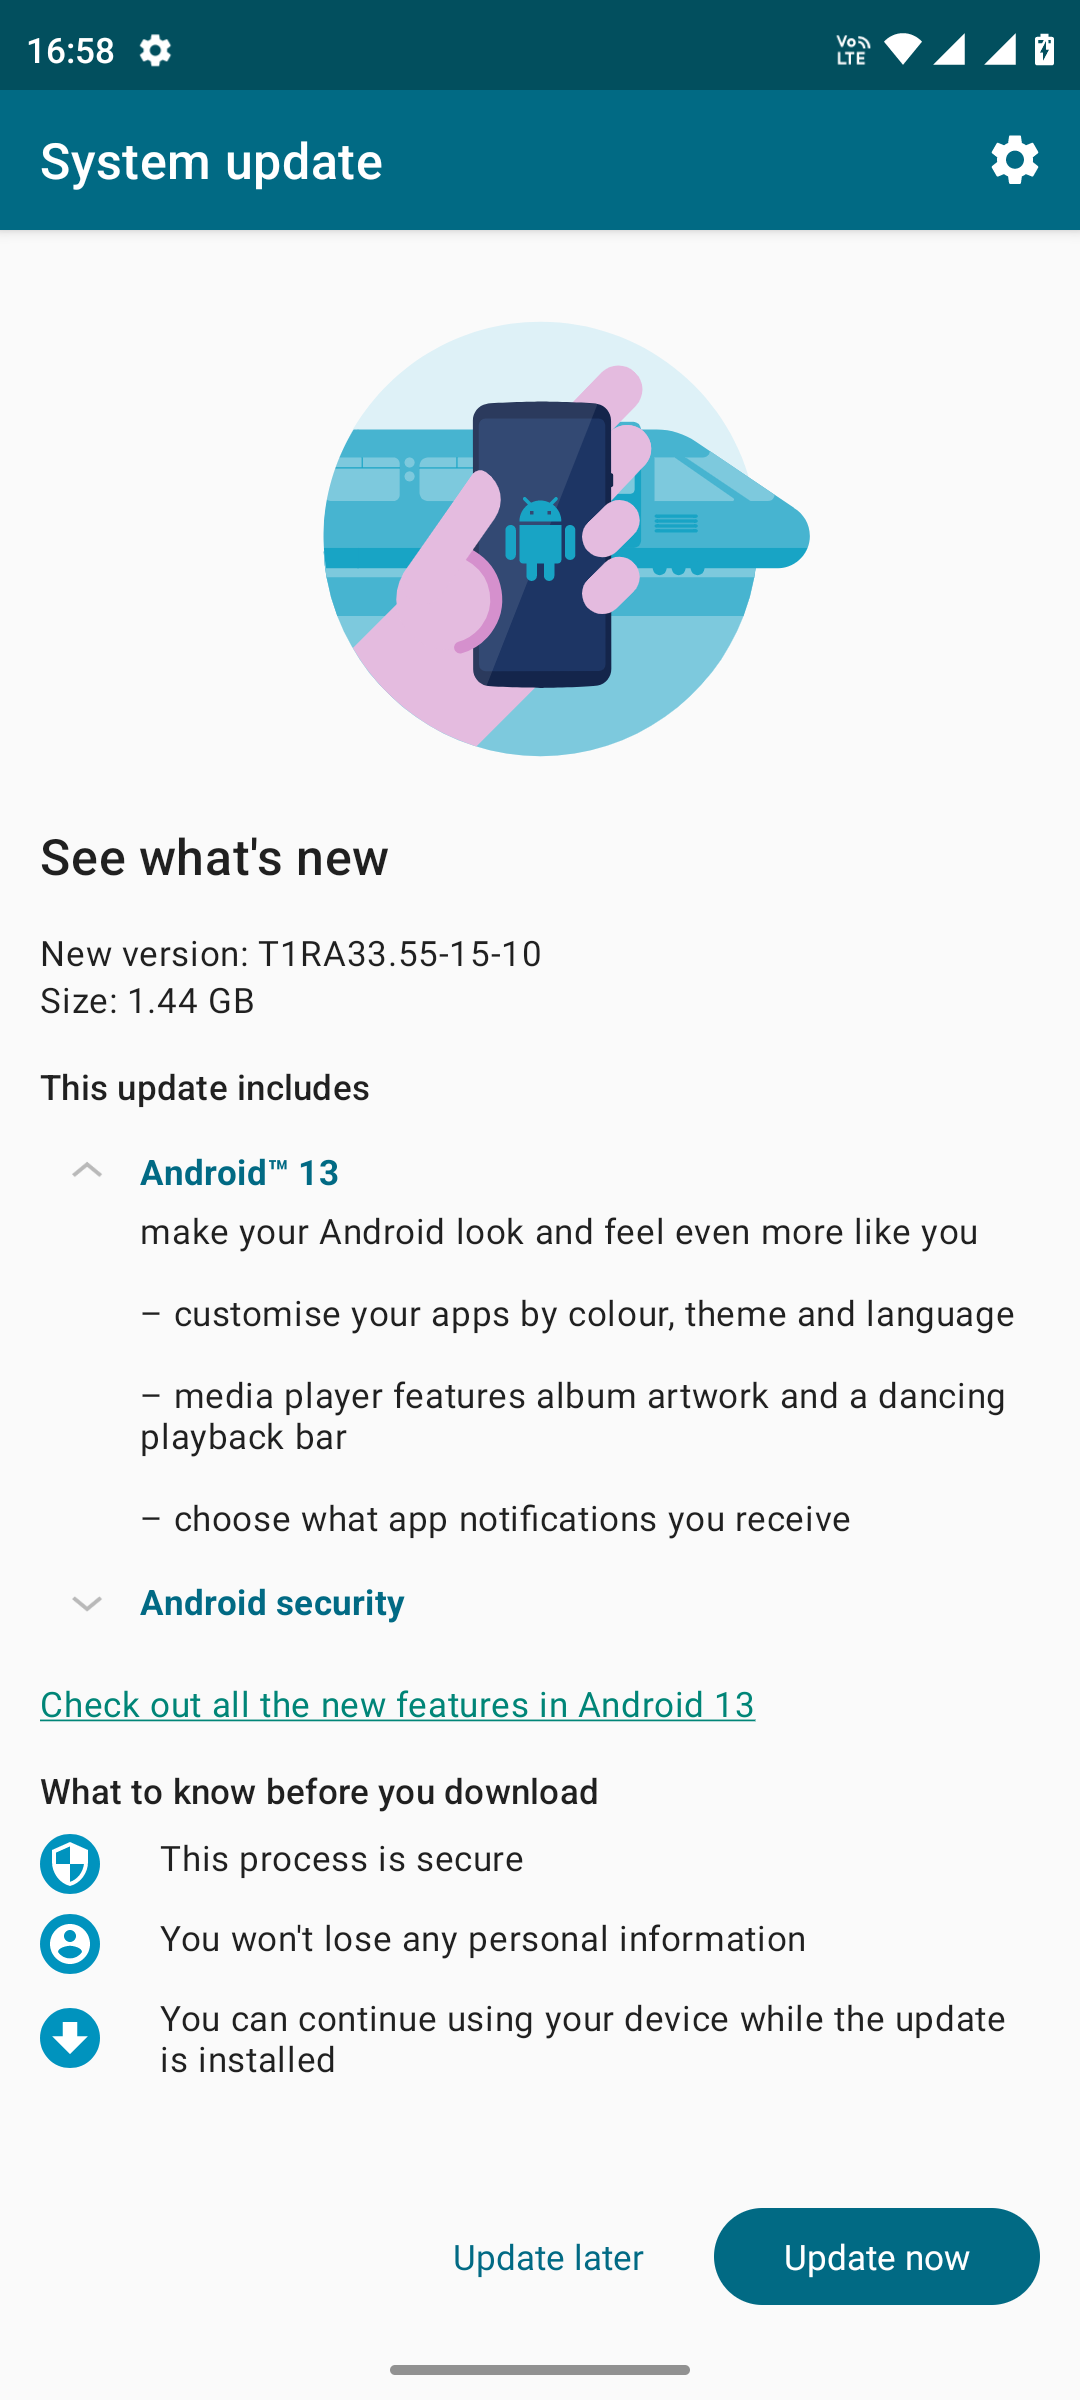 16:58
Vo LTE
System update
See what's new
New version: T1RA33.55-15-10
Size: 1.44 GB
This update includes
Android™ 13
make your Android look and feel even more like you
– customise your apps by colour, theme and language
– media player features album artwork and a dancing
playback bar
– choose what app notifications you receive
Android security
Check out all the new features in Android 13
What to know before you download
This process is secure
You won't lose any personal information
You can continue using your device while the update
is installed
Update later
Update now